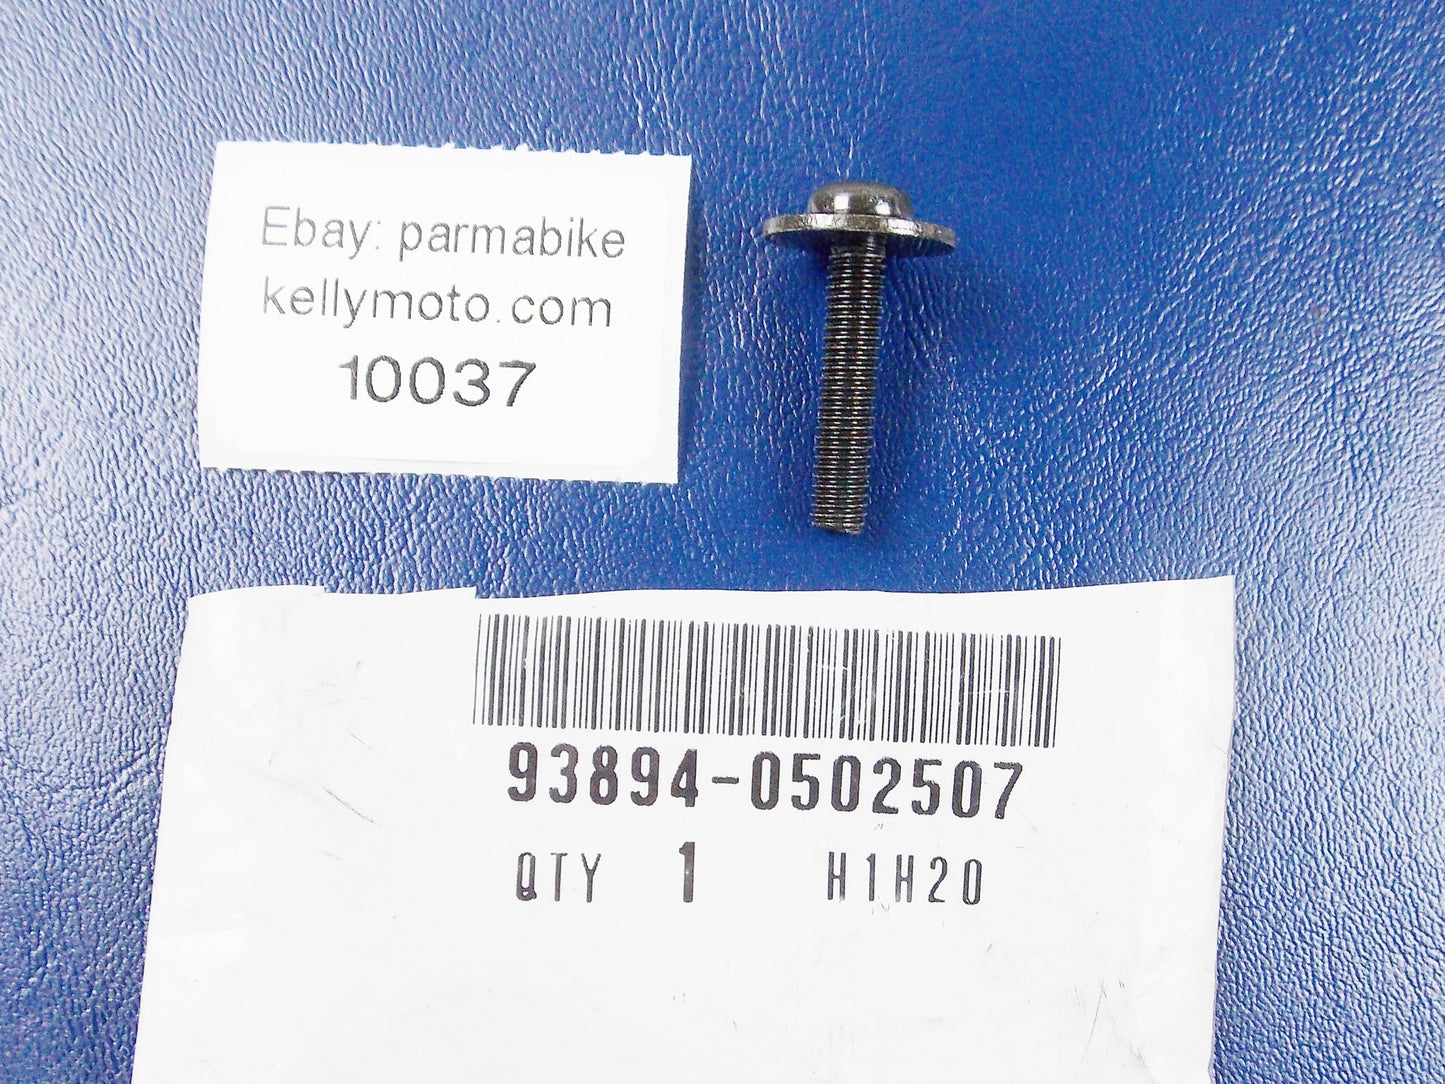 Ebay: parmabike
kellymoto.com
10037
93894-0502507
QTY 1 H1H20